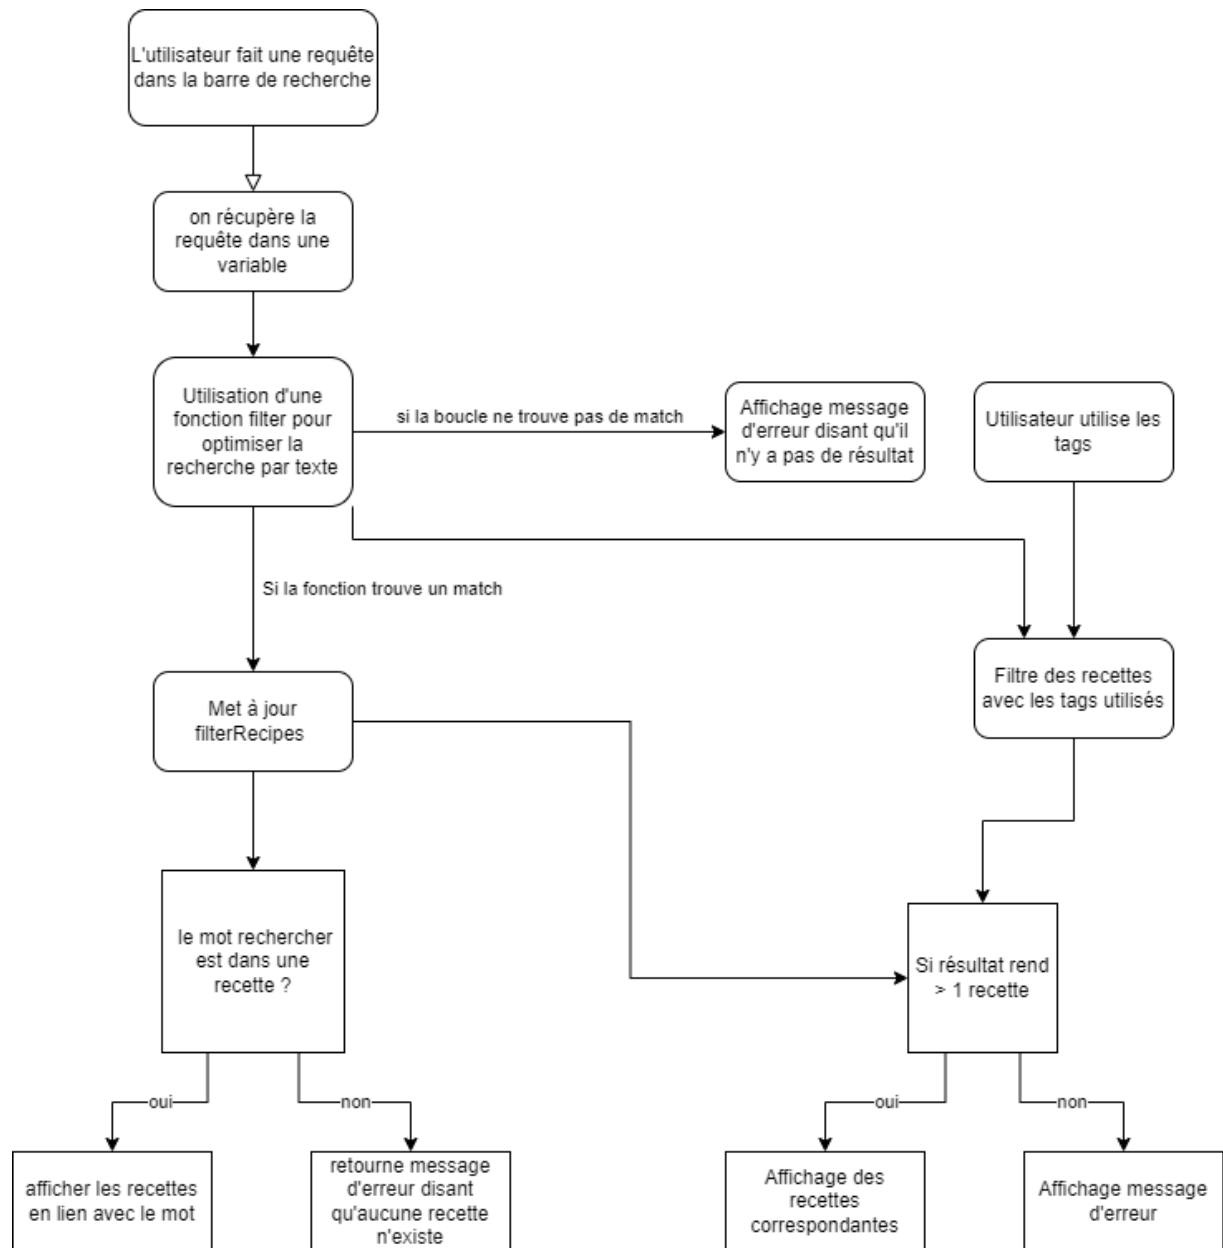 L'utilisateur fait une requête
dans la barre de recherche
on récupère la
requête dans une
variable
Utilisation d'une
fonction filter pour
optimiser la
recherche par texte
si la boucle ne trouve pas de match
Affichage message
d'erreur disant qu'il
n'y a pas de résultat
Utilisateur utilise les
tags
Si la fonction trouve un match
Met à jour
filterRecipes
Filtre des recettes
avec les tags utilisés
le mot rechercher
est dans une
recette ?
Si résultat rend
> 1 recette
oui
non
oui
non
afficher les recettes
en lien avec le mot
retourne message
d'erreur disant
qu'aucune recette
n'existe
Affichage des
recettes
correspondantes
Affichage message
d'erreur